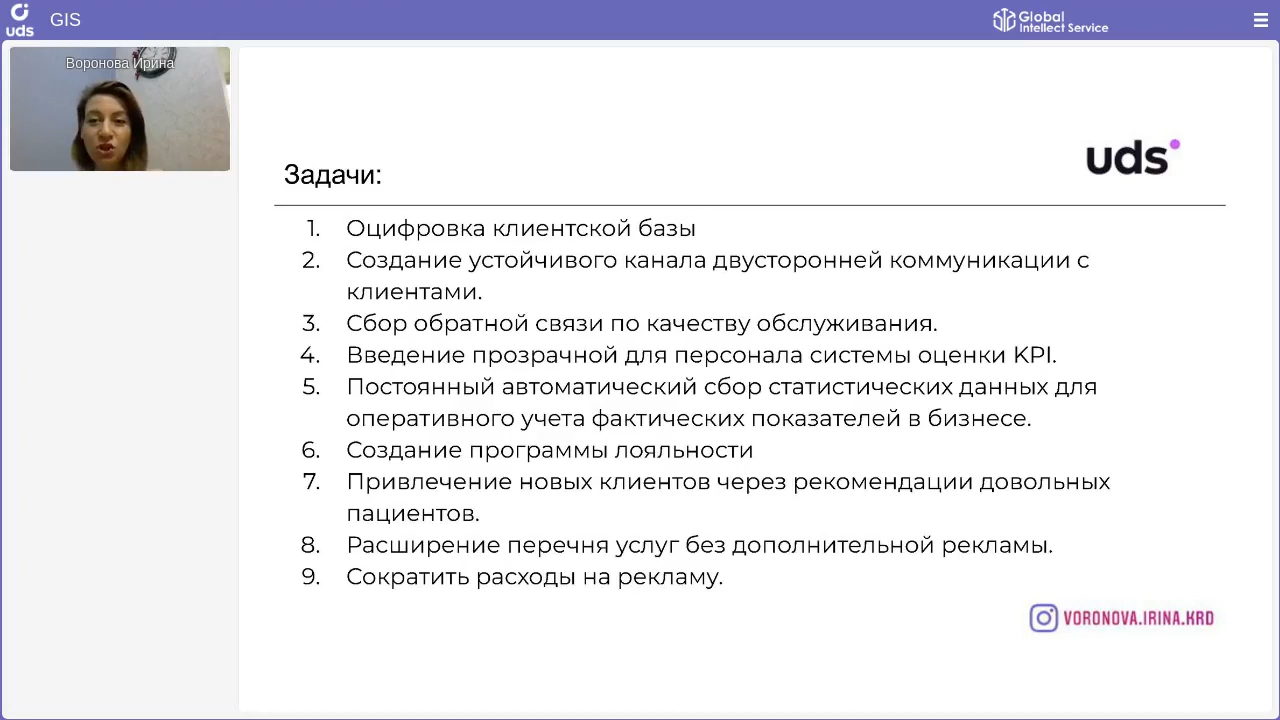 uds
GIS
Global
Intellect Service
Воронова Ирина
uds
Задачи:
1. Оцифровка клиентской базы
2. Создание устойчивого канала двусторонней коммуникации с
клиентами.
3. Сбор обратной связи по качеству обслуживания.
4. Введение прозрачной для персонала системы оценки KPI.
5. Постоянный автоматический сбор статистических данных для
оперативного учета фактических показателей в бизнесе.
6. Создание программы лояльности
7. Привлечение новых клиентов через рекомендации довольных
пациентов.
8. Расширение перечня услуг без дополнительной рекламы.
9. Сократить расходы на рекламу.
VORONOVA.IRINA.KRD